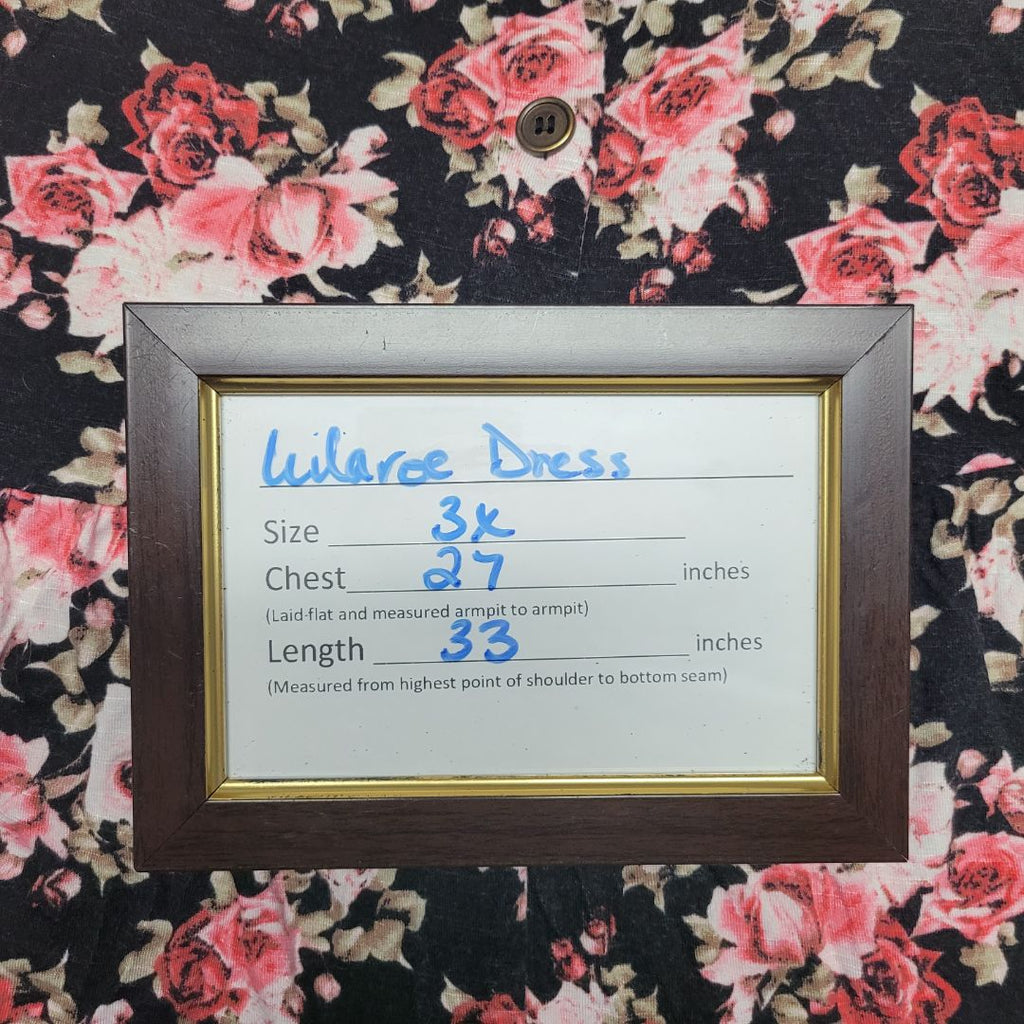 Lularoe Dress
Size 3x
Chest 27 inches
(Laid-flat and measured armpit to armpit)
Length 33 inches
(Measured from highest point of shoulder to bottom seam)